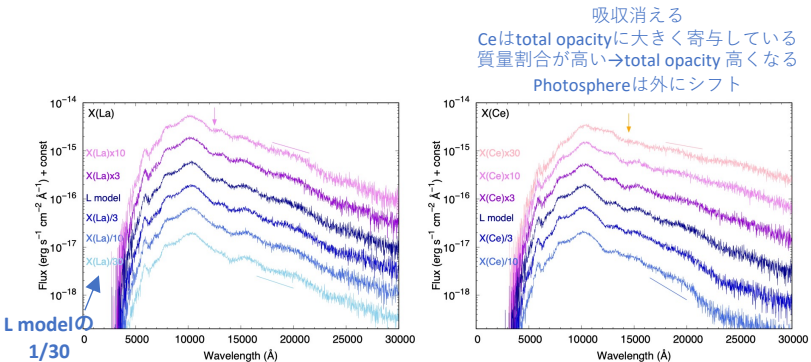 吸収消える
Ceはtotal opacityに大きく寄与している
質量割合が高い→total opacity 高くなる
Photosphereは外にシフト
X(La)
X(La)x10
X(La)x3
L model
X(La)/3
X(La)/10
X(La)/30
10⁻¹⁴
10⁻¹⁵
10⁻¹⁶
10⁻¹⁷
10⁻¹⁸
Flux (erg s⁻¹ cm⁻² Å⁻¹) + const
0 5000 10000 15000 20000 25000 30000
Wavelength (Å)
L modelの
1/30
X(Ce)
X(Ce)x30
X(Ce)x10
X(Ce)x3
L model
X(Ce)/3
X(Ce)/10
10⁻¹⁴
10⁻¹⁵
10⁻¹⁶
10⁻¹⁷
10⁻¹⁸
Flux (erg s⁻¹ cm⁻² Å⁻¹) + const
0 5000 10000 15000 20000 25000 30000
Wavelength (Å)